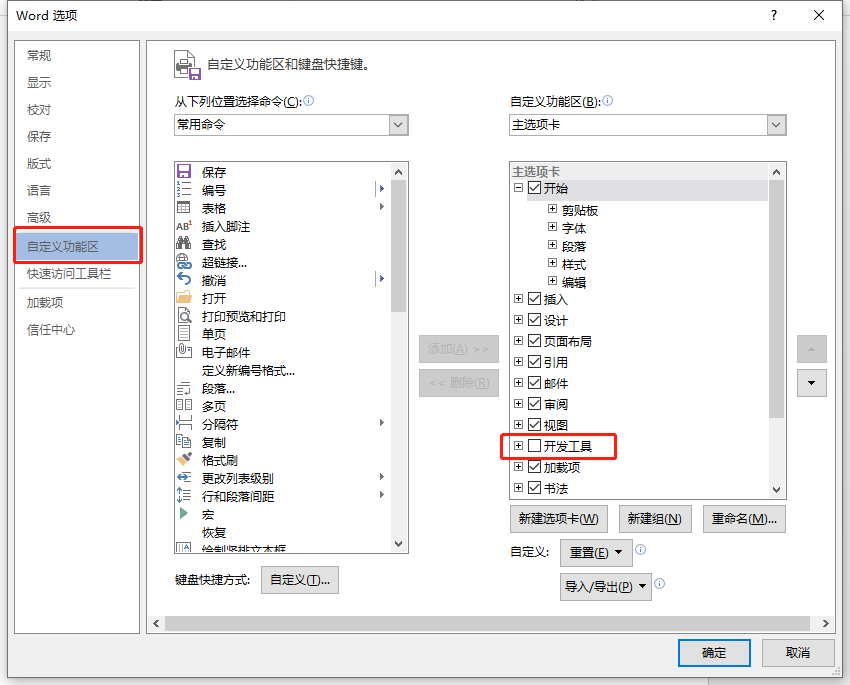 Word 选项
?
常规
显示
校对
保存
版式
语言
高级
自定义功能区
快速访问工具栏
加载项
信任中心
自定义功能区和键盘快捷键。
从下列位置选择命令(C):
常用命令
保存
编号
表格
插入脚注
查找
超链接...
撤消
打开
打印预览和打印
单页
电子邮件
定义新编号格式...
段落...
多页
分隔符
复制
格式刷
更改列表级别
行和段落间距
宏
恢复
绘制竖排文本框
键盘快捷方式: 自定义(T)...
添加(A) >>
<< 删除(R)
自定义功能区(B):
主选项卡
主选项卡
开始
剪贴板
字体
段落
样式
编辑
插入
设计
页面布局
引用
邮件
审阅
视图
开发工具
加载项
书法
新建选项卡(W) 新建组(N) 重命名(M)...
自定义: 重置(E)
导入/导出(P)
确定 取消